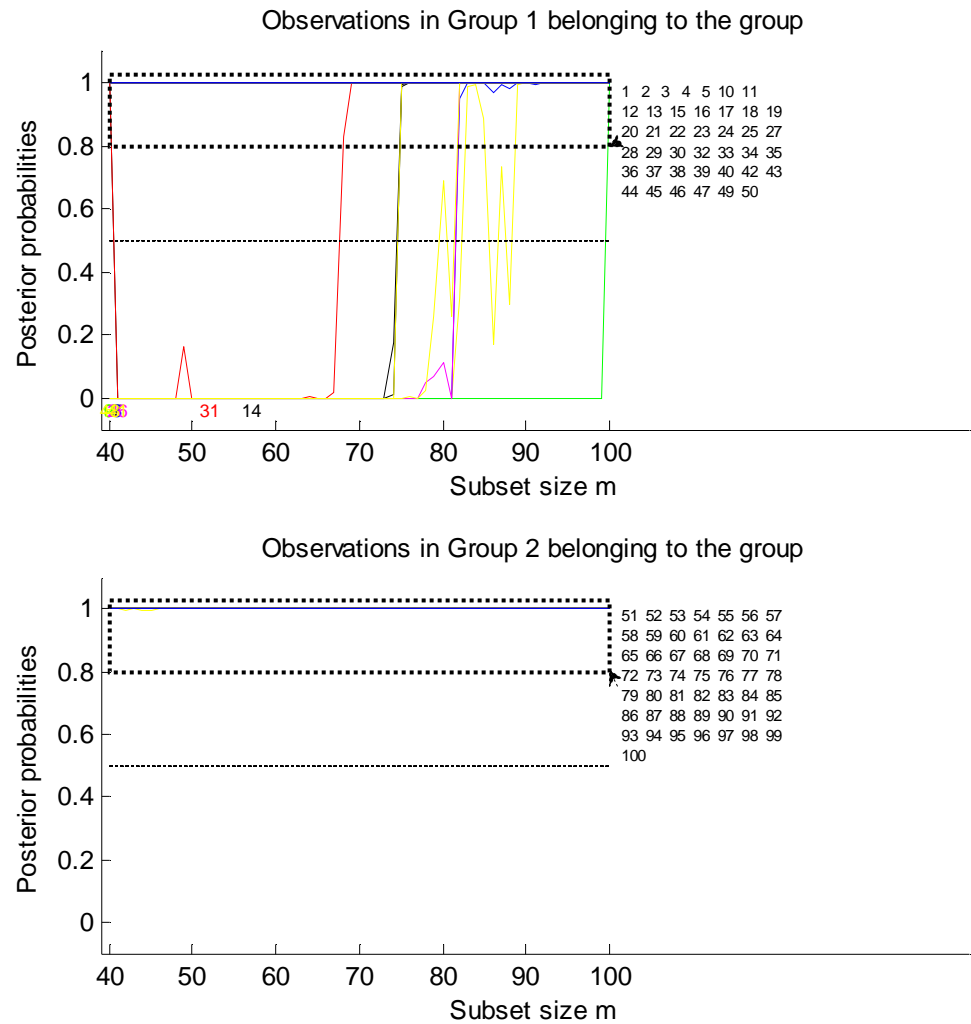 Observations in Group 1 belonging to the group
Posterior probabilities
1
0.8
0.6
0.4
0.2
0
1 2 3 4 5 10 11
12 13 15 16 17 18 19
20 21 22 23 24 25 27
28 29 30 32 33 34 35
36 37 38 39 40 42 43
44 45 46 47 49 50
31 14
40 50 60 70 80 90 100
Subset size m
Observations in Group 2 belonging to the group
Posterior probabilities
1
0.8
0.6
0.4
0.2
0
51 52 53 54 55 56 57
58 59 60 61 62 63 64
65 66 67 68 69 70 71
72 73 74 75 76 77 78
79 80 81 82 83 84 85
86 87 88 89 90 91 92
93 94 95 96 97 98 99
100
40 50 60 70 80 90 100
Subset size m